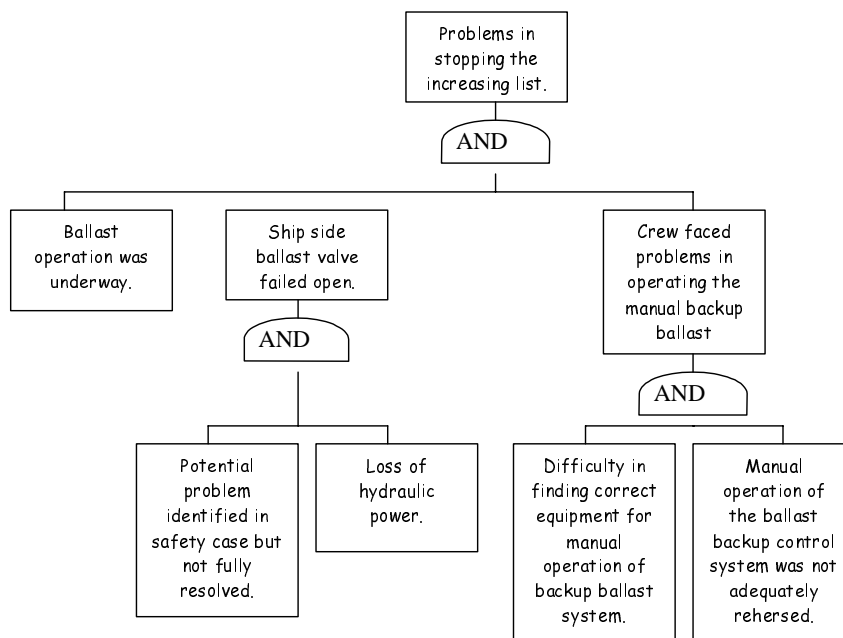 Problems in
stopping the
increasing list.
AND
Ballast
operation was
underway.
Ship side
ballast valve
failed open.
Crew faced
problems in
operating the
manual backup
ballast
AND
AND
Potential
problem
identified in
safety case but
not fully
resolved.
Loss of
hydraulic
power.
Difficulty in
finding correct
equipment for
manual
operation of
backup ballast
system.
Manual
operation of
the ballast
backup control
system was not
adequately
rehersed.